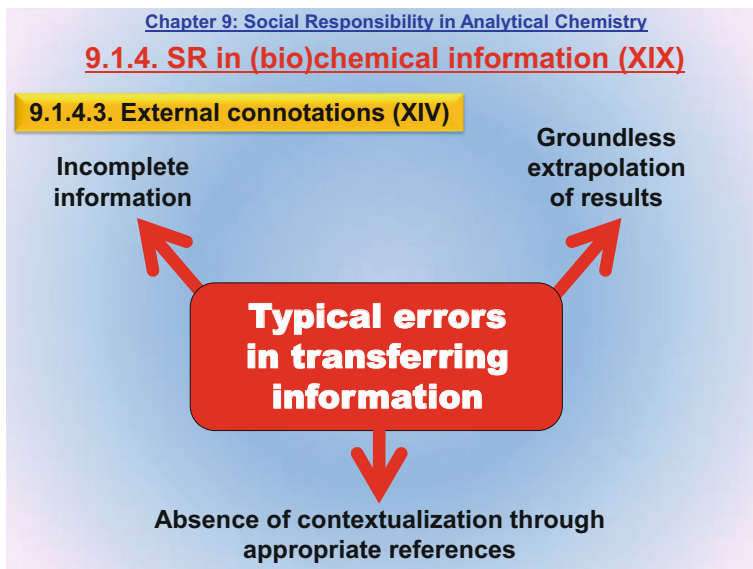 Chapter 9: Social Responsibility in Analytical Chemistry
9.1.4. SR in (bio)chemical information (XIX)
9.1.4.3. External connotations (XIV)
Incomplete
information
Groundless
extrapolation
of results
Typical errors
in transferring
information
Absence of contextualization through
appropriate references